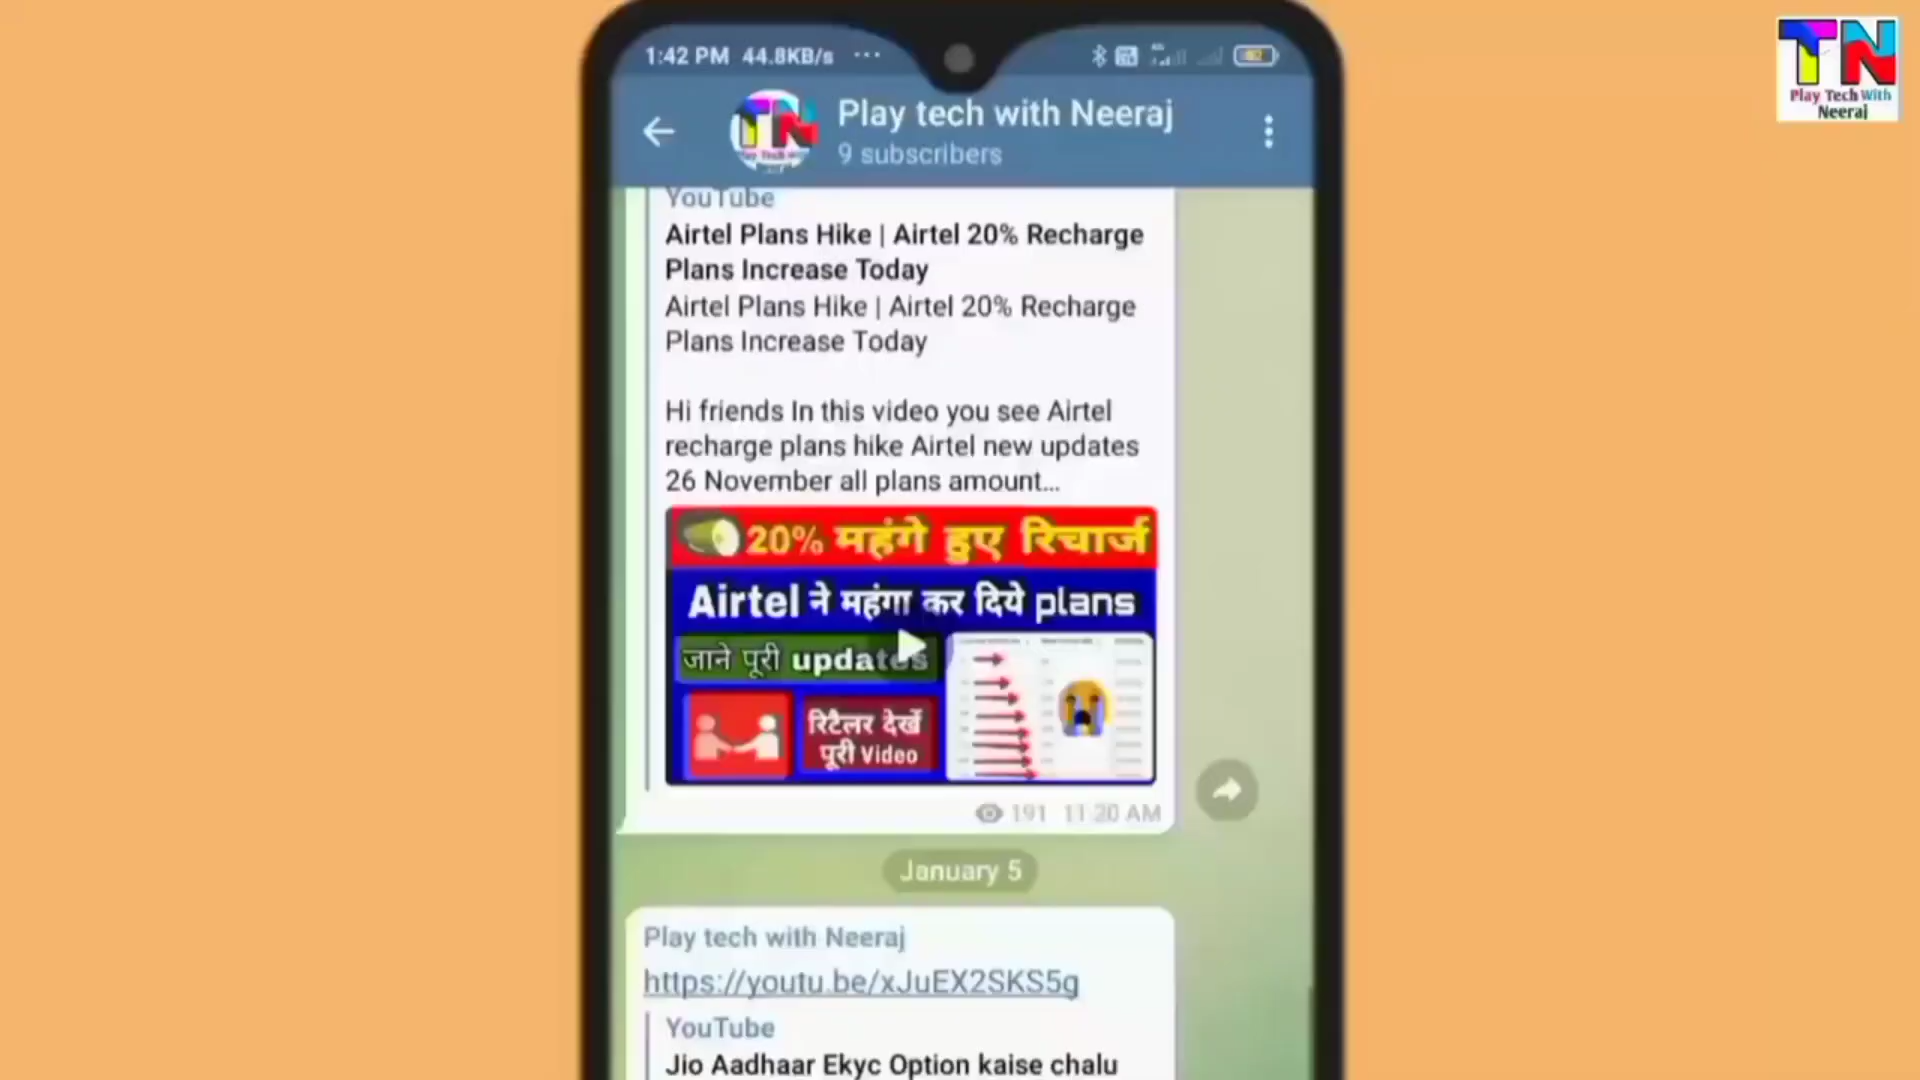 1:42 PM 44.8KB/s ...
TN
Play Tech With
Neeraj
Play tech with Neeraj
9 subscribers
YouTube
Airtel Plans Hike | Airtel 20% Recharge
Plans Increase Today
Airtel Plans Hike | Airtel 20% Recharge
Plans Increase Today
Hi friends In this video you see Airtel
recharge plans hike Airtel new updates
26 November all plans amount...
20% महंगे हुए रिचार्ज
Airtel ने महंगा कर दिये plans
जाने पूरी updates
रिटैलर देखें
पूरी Video
191 11:20 AM
January 5
Play tech with Neeraj
https://youtu.be/xJuEX2SKS5g
YouTube
Jio Aadhaar Ekyc Option kaise chalu